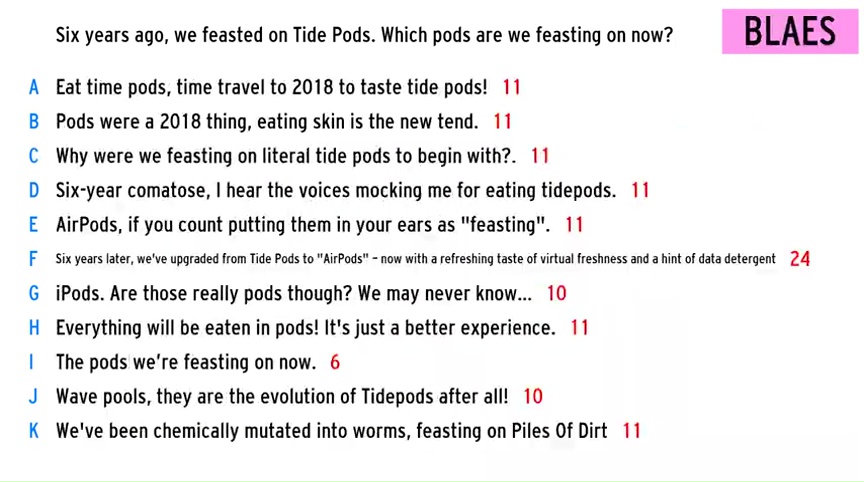 Six years ago, we feasted on Tide Pods. Which pods are we feasting on now?
BLAES
A Eat time pods, time travel to 2018 to taste tide pods! 11
B Pods were a 2018 thing, eating skin is the new tend. 11
C Why were we feasting on literal tide pods to begin with?. 11
D Six-year comatose, I hear the voices mocking me for eating tidepods. 11
E AirPods, if you count putting them in your ears as "feasting". 11
F Six years later, we've upgraded from Tide Pods to "AirPods" - now with a refreshing taste of virtual freshness and a hint of data detergent 24
G iPods. Are those really pods though? We may never know... 10
H Everything will be eaten in pods! It's just a better experience. 11
I The pods we're feasting on now. 6
J Wave pools, they are the evolution of Tidepods after all! 10
K We've been chemically mutated into worms, feasting on Piles Of Dirt 11